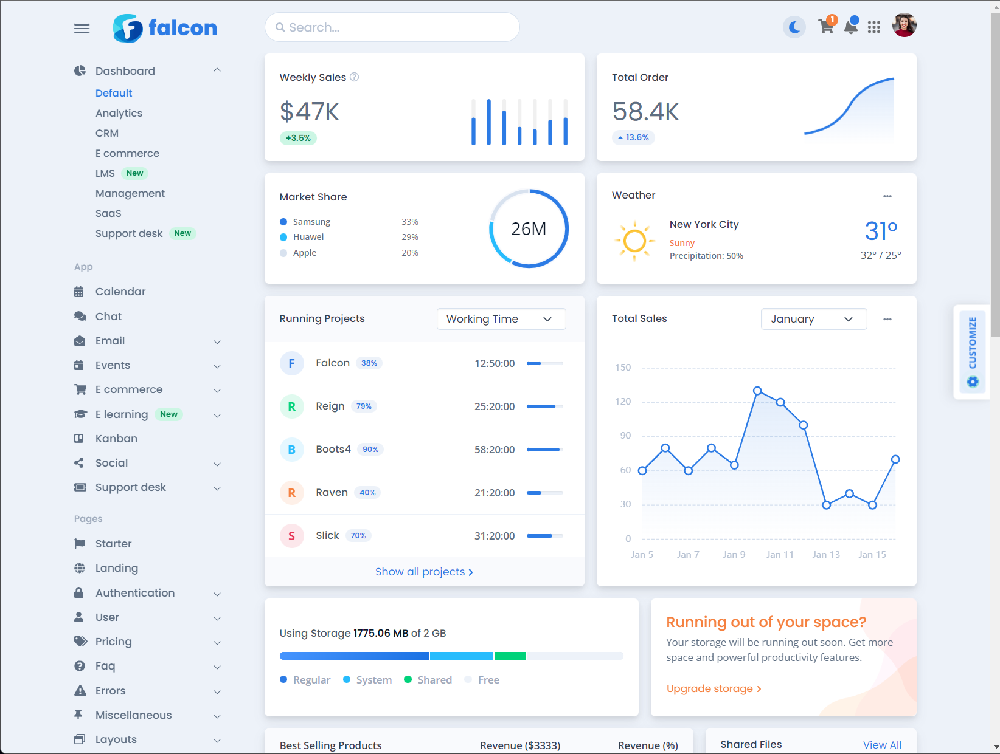 falcon
Search...
1
Dashboard
Default
Analytics
CRM
E commerce
LMS New
Management
SaaS
Support desk New
App
Calendar
Chat
Email
Events
E commerce
E learning New
Kanban
Social
Support desk
Pages
Starter
Landing
Authentication
User
Pricing
Faq
Errors
Miscellaneous
Layouts
Weekly Sales ?
$47K
+3.5%
Total Order
58.4K
13.6%
Market Share
Samsung 33%
Huawei 29%
Apple 20%
26M
Weather
New York City
Sunny
Precipitation: 50%
31°
32° / 25°
Running Projects Working Time
F Falcon 38% 12:50:00
R Reign 79% 25:20:00
B Boots4 90% 58:20:00
R Raven 40% 21:20:00
S Slick 70% 31:20:00
Show all projects
Total Sales January
150
120
90
60
30
0
Jan 5 Jan 7 Jan 9 Jan 11 Jan 13 Jan 15
CUSTOMIZE
Using Storage 1775.06 MB of 2 GB
Regular System Shared Free
Running out of your space?
Your storage will be running out soon. Get more
space and powerful productivity features.
Upgrade storage
Best Selling Products Revenue ($3333) Revenue (%)
Shared Files View All